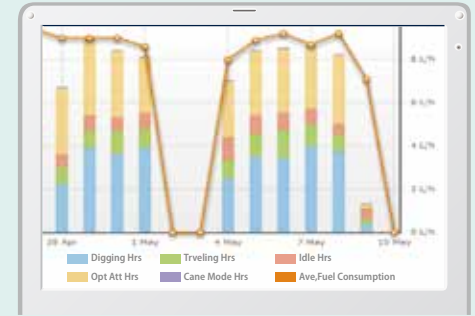 8 L/h
6 L/h
4 L/h
2 L/h
0 L/h
28 Apr 1 May 4 May 7 May 10 May
Digging Hrs Trveling Hrs Idle Hrs
Opt Att Hrs Cane Mode Hrs Ave,Fuel Consumption